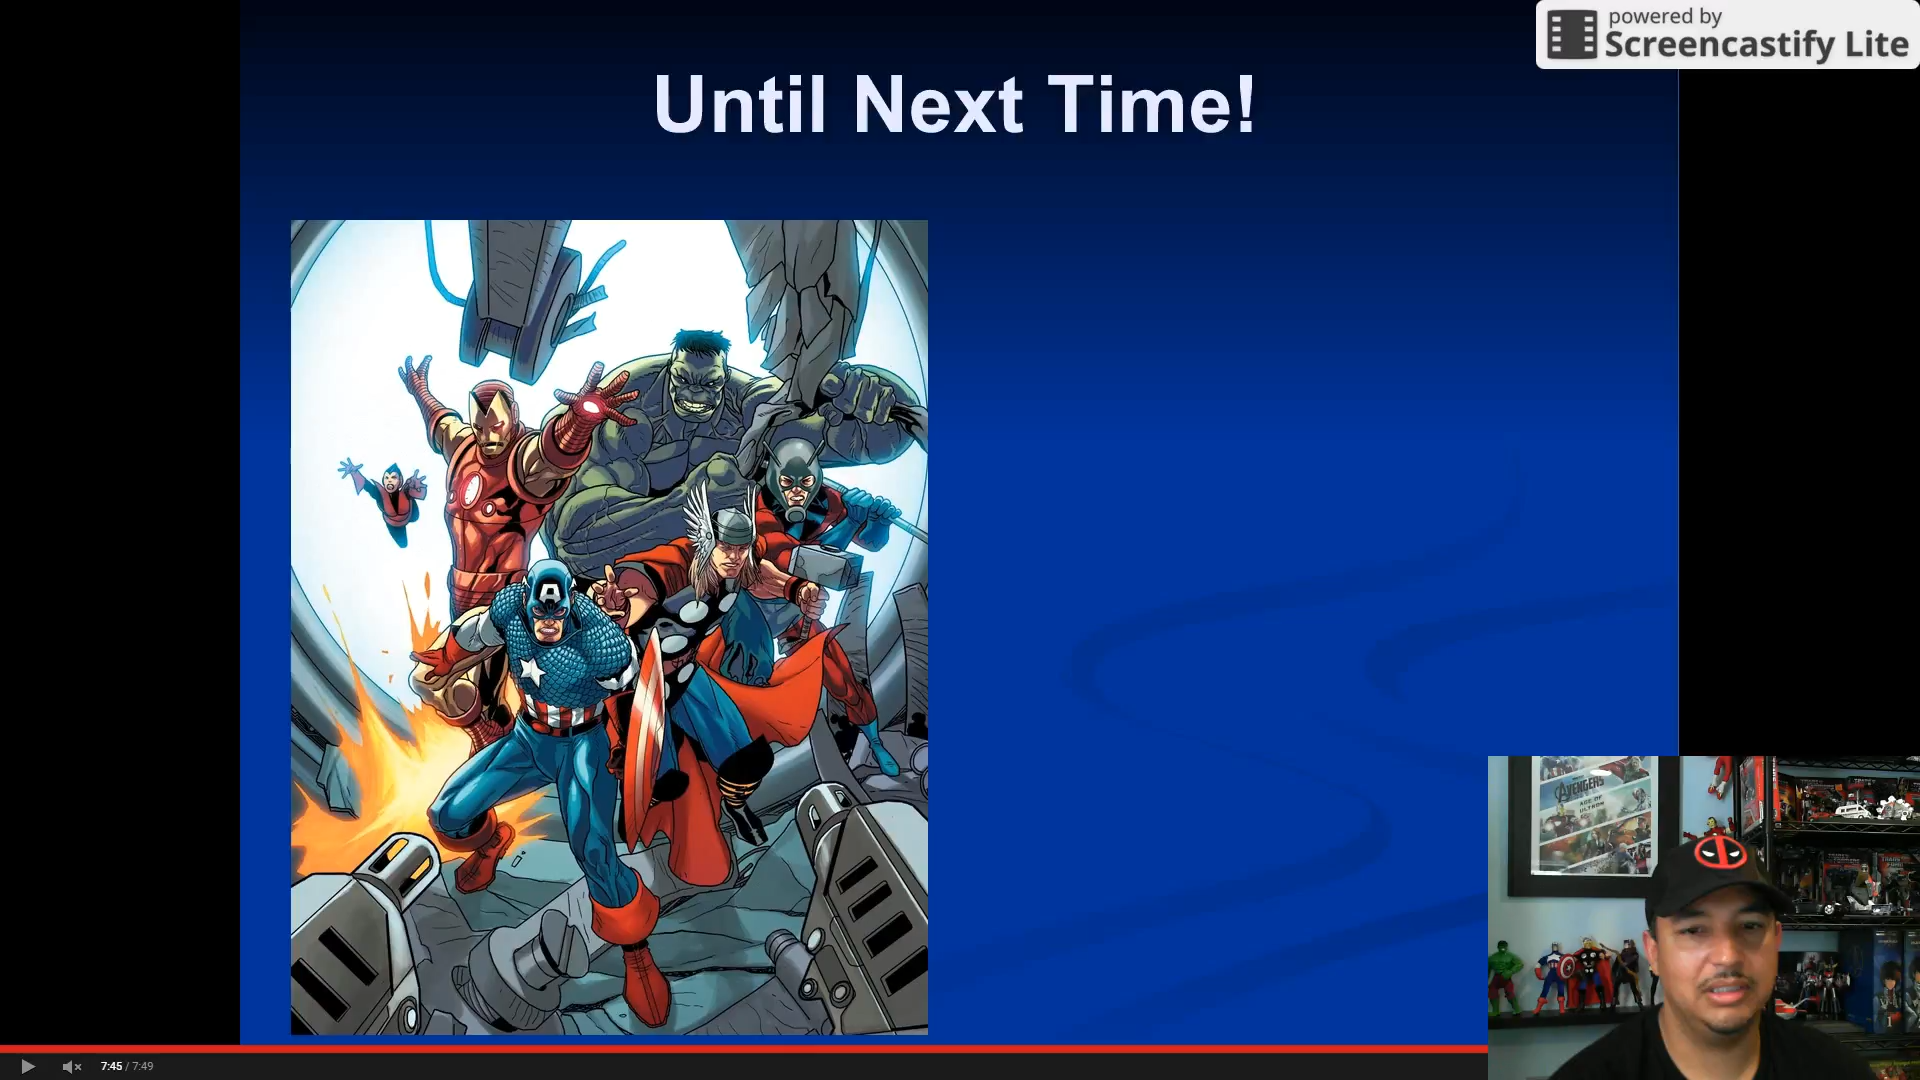 powered by
Screencastify Lite
Until Next Time!
A
AVENGERS
AGE OF
ULTRON
7:45 / 7:49